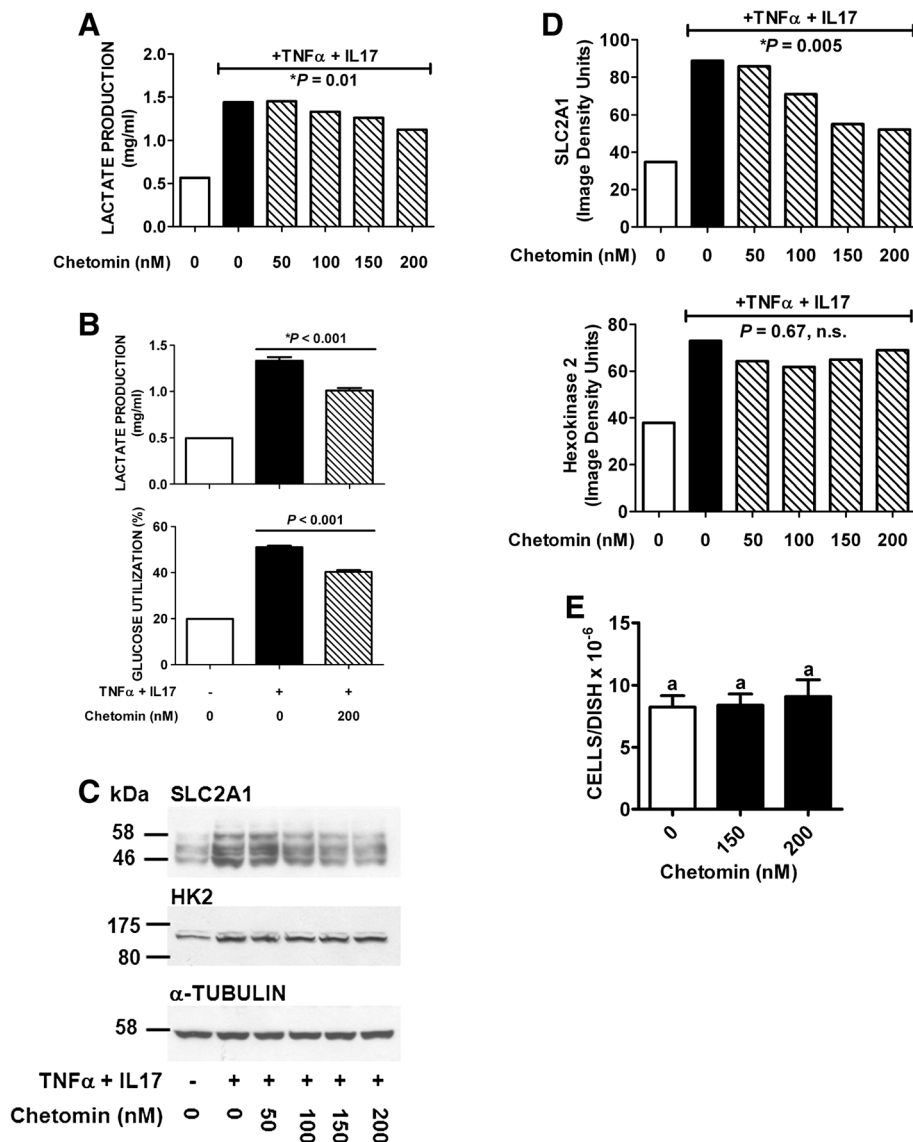 A
+TNFα + IL17
*P = 0.01
LACTATE PRODUCTION
(mg/ml)
2.0
1.5
1.0
0.5
0.0
Chetomin (nM) 0 0 50 100 150 200
B
*P < 0.001
LACTATE PRODUCTION
(mg/ml)
1.5
1.0
0.5
0.0
P < 0.001
GLUCOSE UTILIZATION (%)
60
40
20
0
TNFα + IL17 - + +
Chetomin (nM) 0 0 200
C kDa SLC2A1
58
46
HK2
175
80
α-TUBULIN
58
TNFα + IL17 - + + + + +
Chetomin (nM) 0 0 50 100 150 200
D
+TNFα + IL17
*P = 0.005
SLC2A1
(Image Density Units)
100
80
60
40
20
0
Chetomin (nM) 0 0 50 100 150 200
+TNFα + IL17
P = 0.67, n.s.
Hexokinase 2
(Image Density Units)
80
60
40
20
0
Chetomin (nM) 0 0 50 100 150 200
E
CELLS/DISH x 10-6
15
10
5
0
a a a
0 150 200
Chetomin (nM)